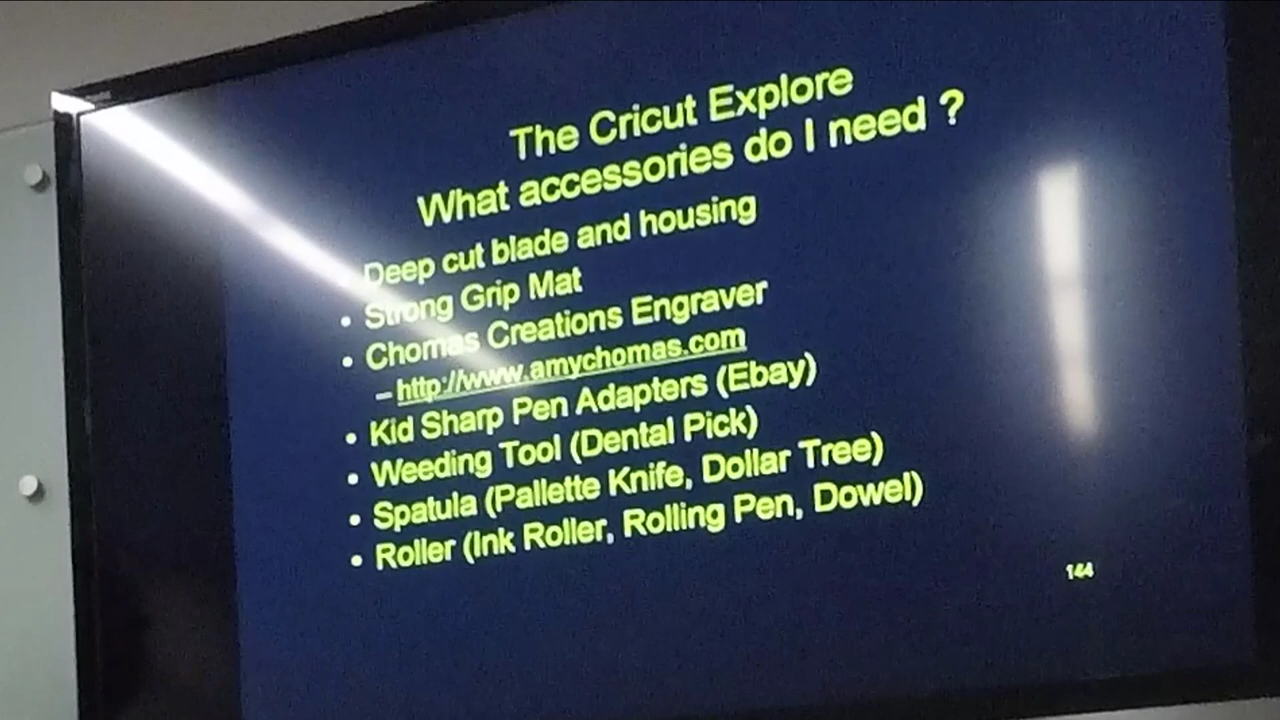 The Cricut Explore
What accessories do I need ?
Deep cut blade and housing
• Strong Grip Mat
• Chomas Creations Engraver
– http://www.amychomas.com
• Kid Sharp Pen Adapters (Ebay)
• Weeding Tool (Dental Pick)
• Spatula (Pallette Knife, Dollar Tree)
• Roller (Ink Roller, Rolling Pen, Dowel)
144